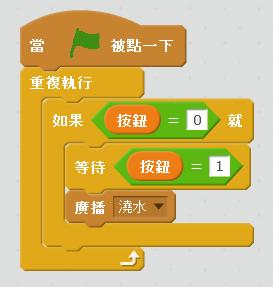 當 被點一下
重複執行
如果 按鈕 = 0 就
等待 按鈕 = 1
廣播 澆水